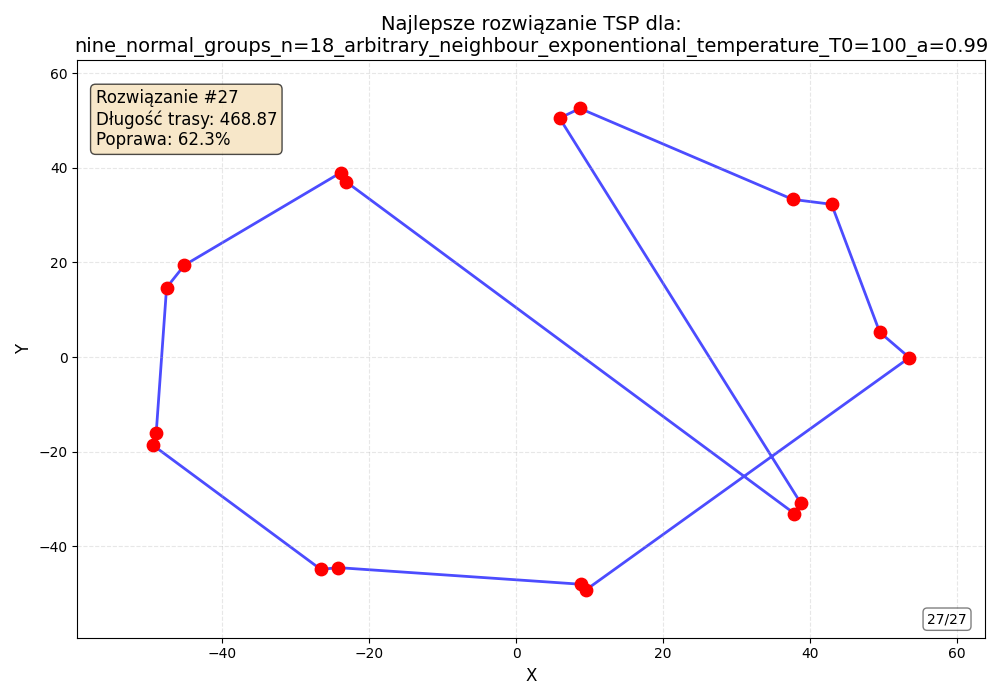 Najlepsze rozwiązanie TSP dla:
nine_normal_groups_n=18_arbitrary_neighbour_exponentional_temperature_T0=100_a=0.99
Rozwiązanie #27
Długość trasy: 468.87
Poprawa: 62.3%
60
40
20
0
−20
−40
Y
27/27
−40 −20 0 20 40 60
X